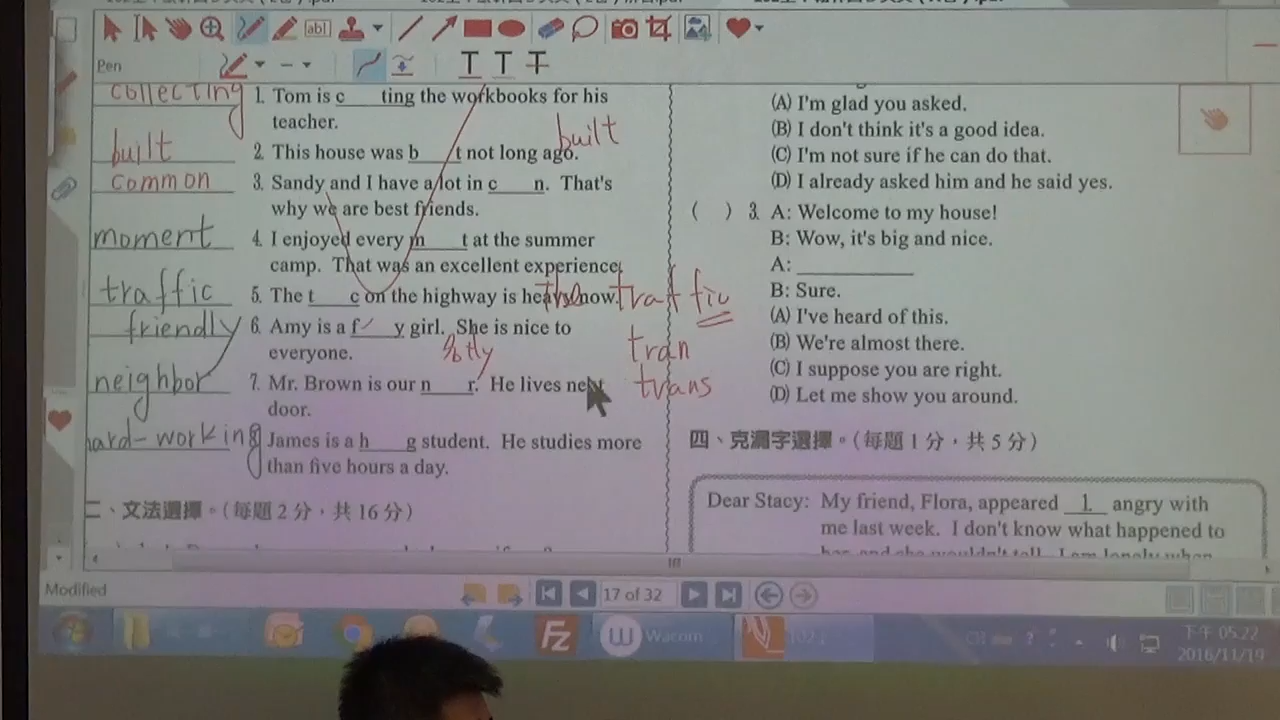 Pen
collecting 1. Tom is c___ting the workbooks for his
teacher.
built
built 2. This house was b___t not long ago.
common 3. Sandy and I have a lot in c___n. That's
why we are best friends.
moment 4. I enjoyed every m___t at the summer
camp. That was an excellent experience.
traffic 5. The t___c on the highway is heavy now.
the traffic
friendly 6. Amy is a f___y girl. She is nice to
everyone.
tran
neighbor 7. Mr. Brown is our n___r. He lives next
door.
trans
hard-working James is a h___g student. He studies more
than five hours a day.
二、文法選擇。(每題 2 分，共 16 分)
(A) I'm glad you asked.
(B) I don't think it's a good idea.
(C) I'm not sure if he can do that.
(D) I already asked him and he said yes.
( ) 3. A: Welcome to my house!
B: Wow, it's big and nice.
A: ___________
B: Sure.
(A) I've heard of this.
(B) We're almost there.
(C) I suppose you are right.
(D) Let me show you around.
四、克漏字選擇。(每題 1 分，共 5 分)
Dear Stacy: My friend, Flora, appeared __1.__ angry with
me last week. I don't know what happened to
Modified
17 of 32
FZ
Wacom
下午 05:22
2016/11/19